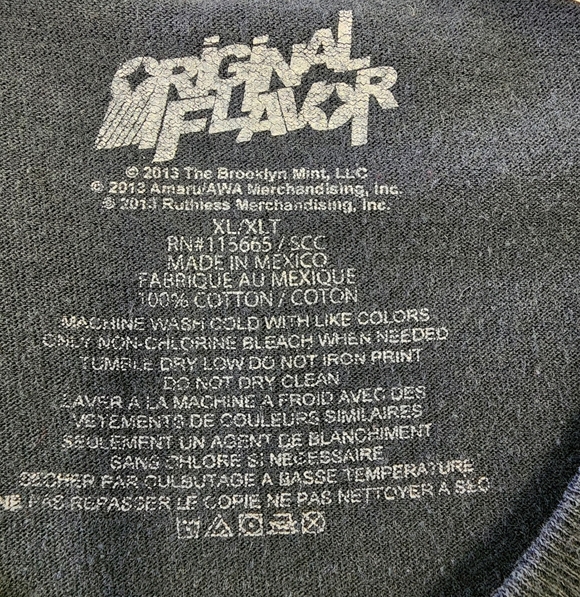 ORIGINAL
FLAVOR
© 2013 The Brooklyn Mint, LLC
© 2013 Amaru/AWA Merchandising, Inc.
© 2013 Ruthless Merchandising, Inc.
XL/XLT
RN#115665 / SCC
MADE IN MEXICO
FABRIQUE AU MEXIQUE
100% COTTON / COTON
MACHINE WASH COLD WITH LIKE COLORS
ONLY NON-CHLORINE BLEACH WHEN NEEDED
TUMBLE DRY LOW DO NOT IRON PRINT
DO NOT DRY CLEAN
LAVER A LA MACHINE A FROID AVEC DES
VETEMENTS DE COULEURS SIMILAIRES
SEULEMENT UN AGENT DE BLANCHIMENT
SANS CHLORE SI NECESSAIRE
SECHER PAR CULBUTAGE A BASSE TEMPERATURE
NE PAS REPASSER LE COPIE NE PAS NETTOYER A SEC